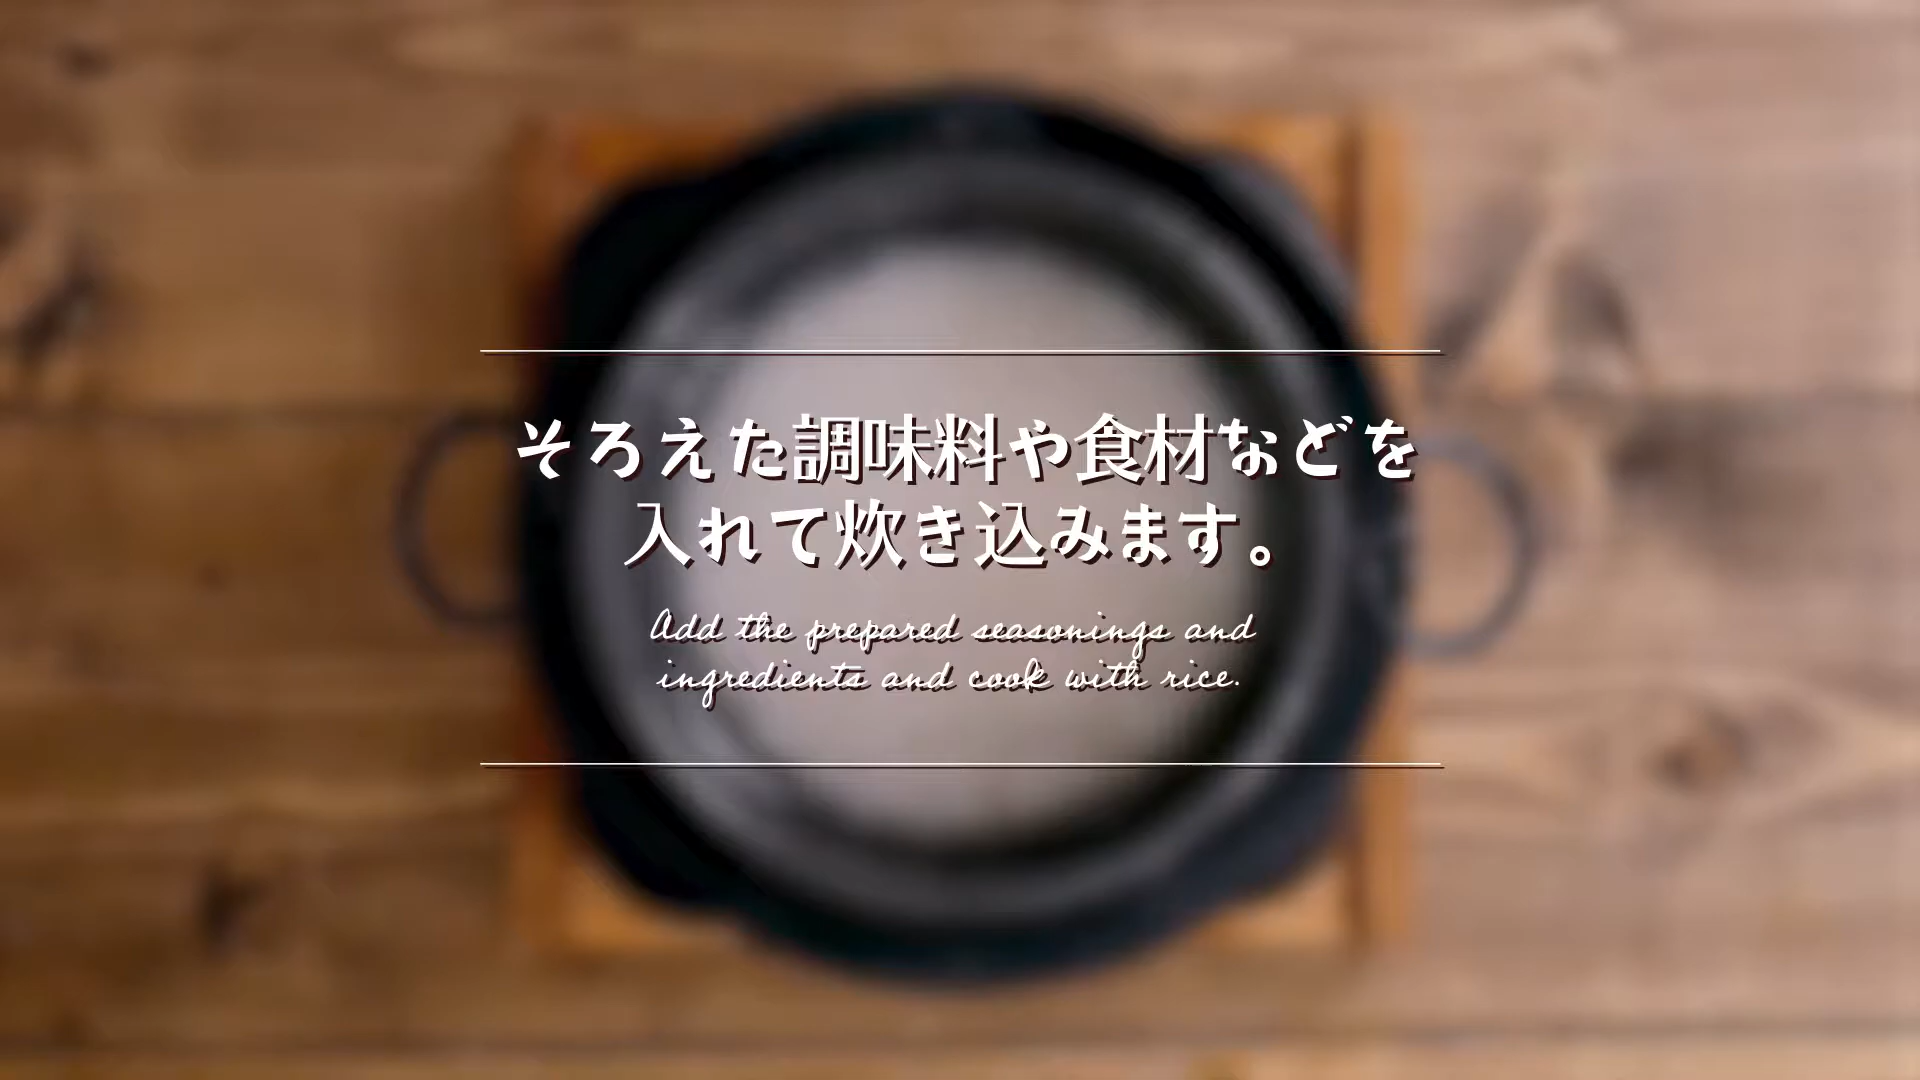 そろえた調味料や食材などを
入れて炊き込みます。
Add the prepared seasonings and
ingredients and cook with rice.